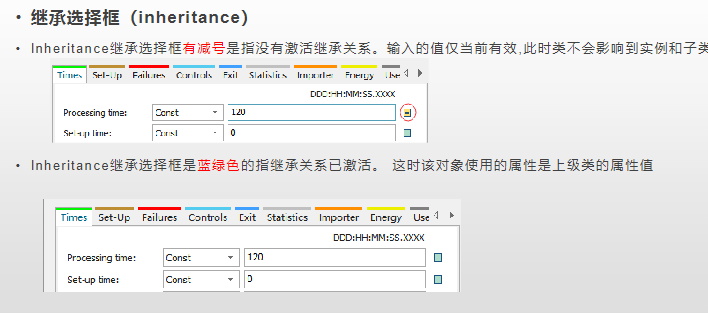 • 继承选择框（inheritance）
• Inheritance继承选择框有减号是指没有激活继承关系。输入的值仅当前有效,此时类不会影响到实例和子类
Times Set-Up Failures Controls Exit Statistics Importer Energy Use
DDD:HH:MM:SS.XXXX
Processing time: Const 120
Set-up time: Const 0
• Inheritance继承选择框是蓝绿色的指继承关系已激活。 这时该对象使用的属性是上级类的属性值
Times Set-Up Failures Controls Exit Statistics Importer Energy Use
DDD:HH:MM:SS.XXXX
Processing time: Const 120
Set-up time: Const 0